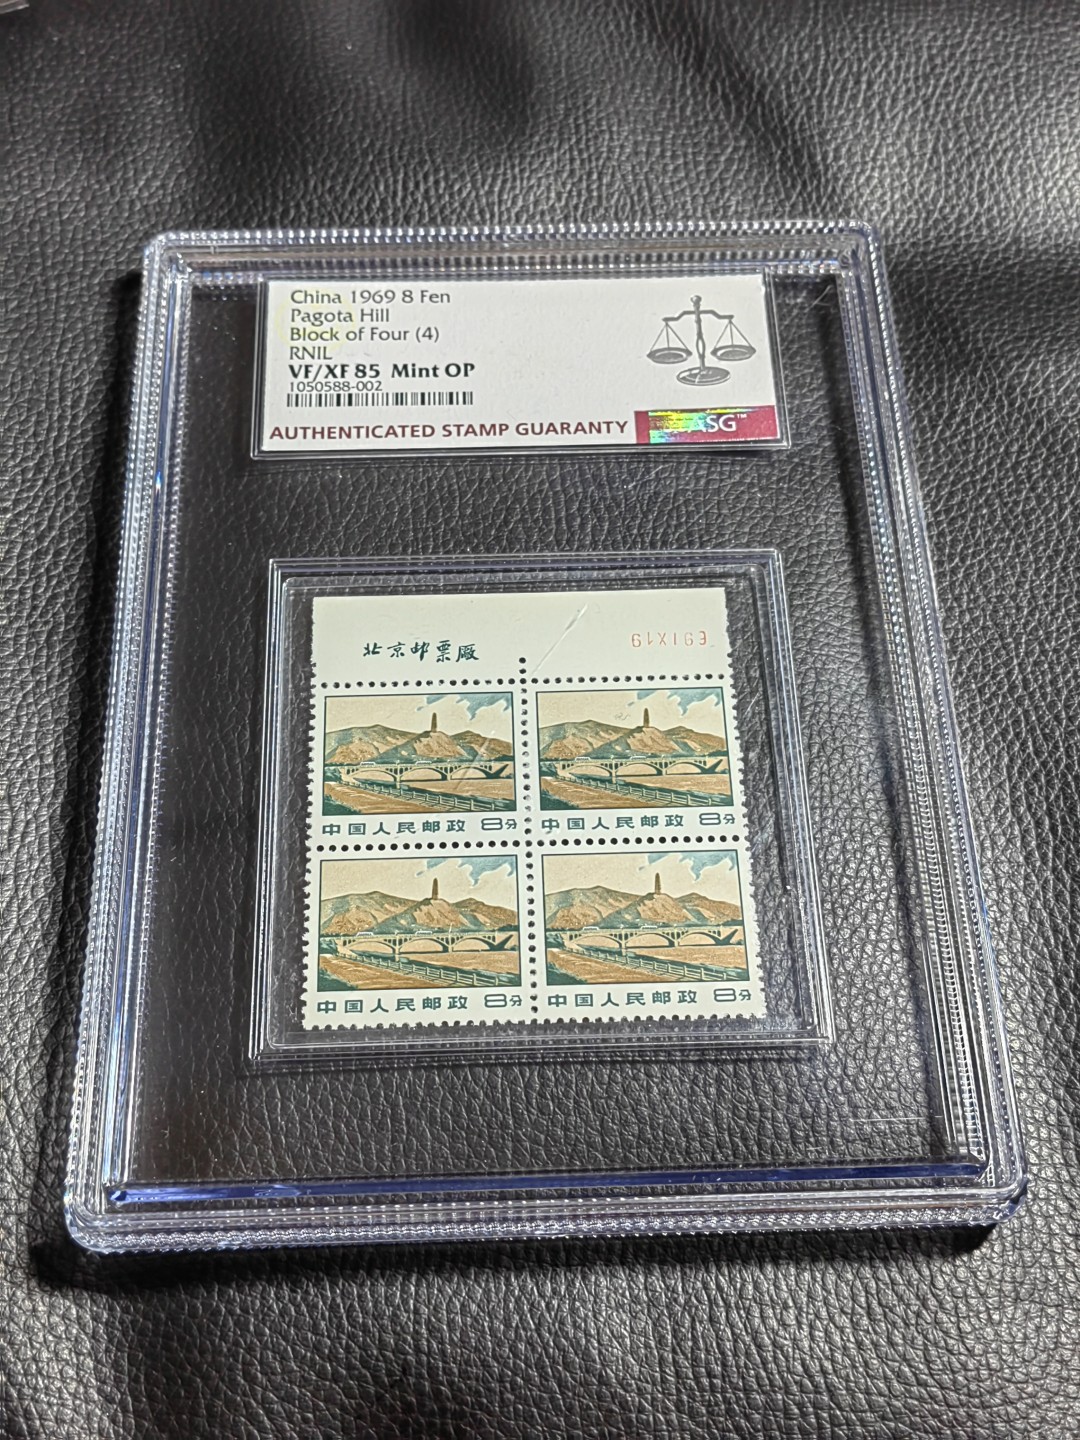 China 1969 8 Fen
Pagota Hill
Block of Four (4)
RNIL
VF/XF 85 Mint OP
1050588-002
AUTHENTICATED STAMP GUARANTY
ASG™
北京邮票厰
中国人民邮政 8分
中国人民邮政 8分
中国人民邮政 8分
中国人民邮政 8分